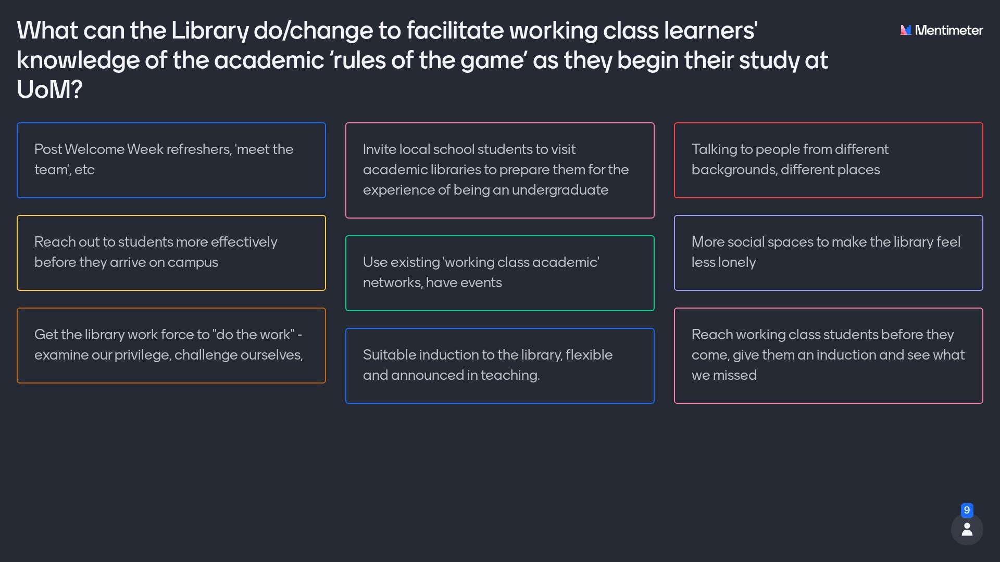 What can the Library do/change to facilitate working class learners'
knowledge of the academic ‘rules of the game’ as they begin their study at
UoM?
Mentimeter
Post Welcome Week refreshers, 'meet the
team', etc
Reach out to students more effectively
before they arrive on campus
Get the library work force to "do the work" -
examine our privilege, challenge ourselves,
Invite local school students to visit
academic libraries to prepare them for the
experience of being an undergraduate
Use existing 'working class academic'
networks, have events
Suitable induction to the library, flexible
and announced in teaching.
Talking to people from different
backgrounds, different places
More social spaces to make the library feel
less lonely
Reach working class students before they
come, give them an induction and see what
we missed
9